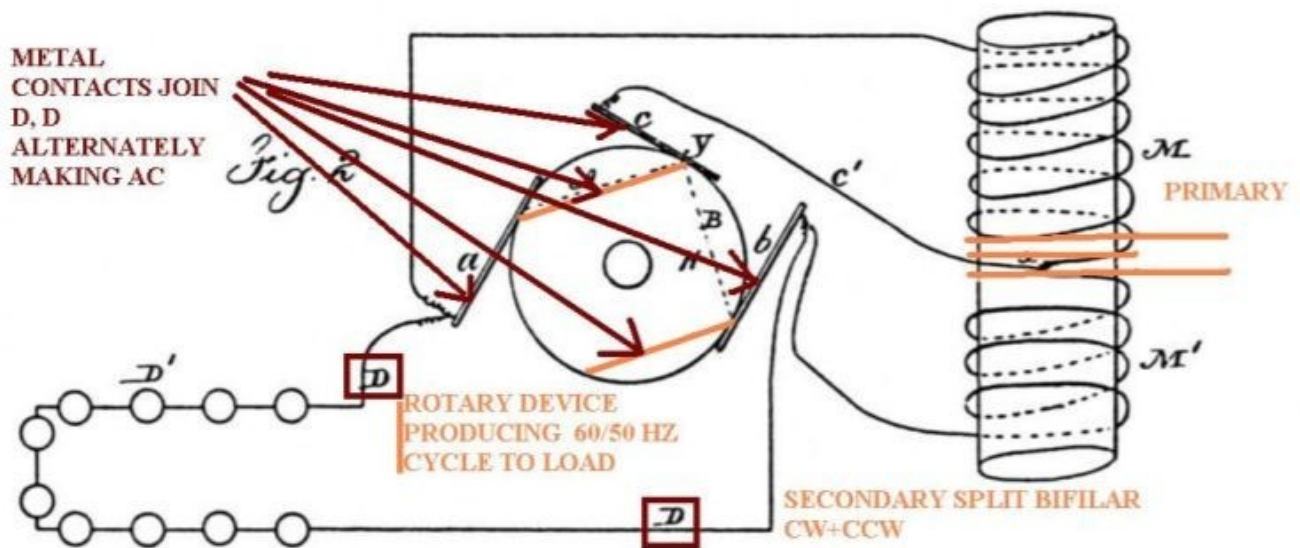 METAL
CONTACTS JOIN
D, D
ALTERNATELY
MAKING AC
Fig. 2
c
y
c'
M
PRIMARY
B
b
a
x
M'
D'
D
ROTARY DEVICE
PRODUCING 60/50 HZ
CYCLE TO LOAD
D
SECONDARY SPLIT BIFILAR
CW+CCW